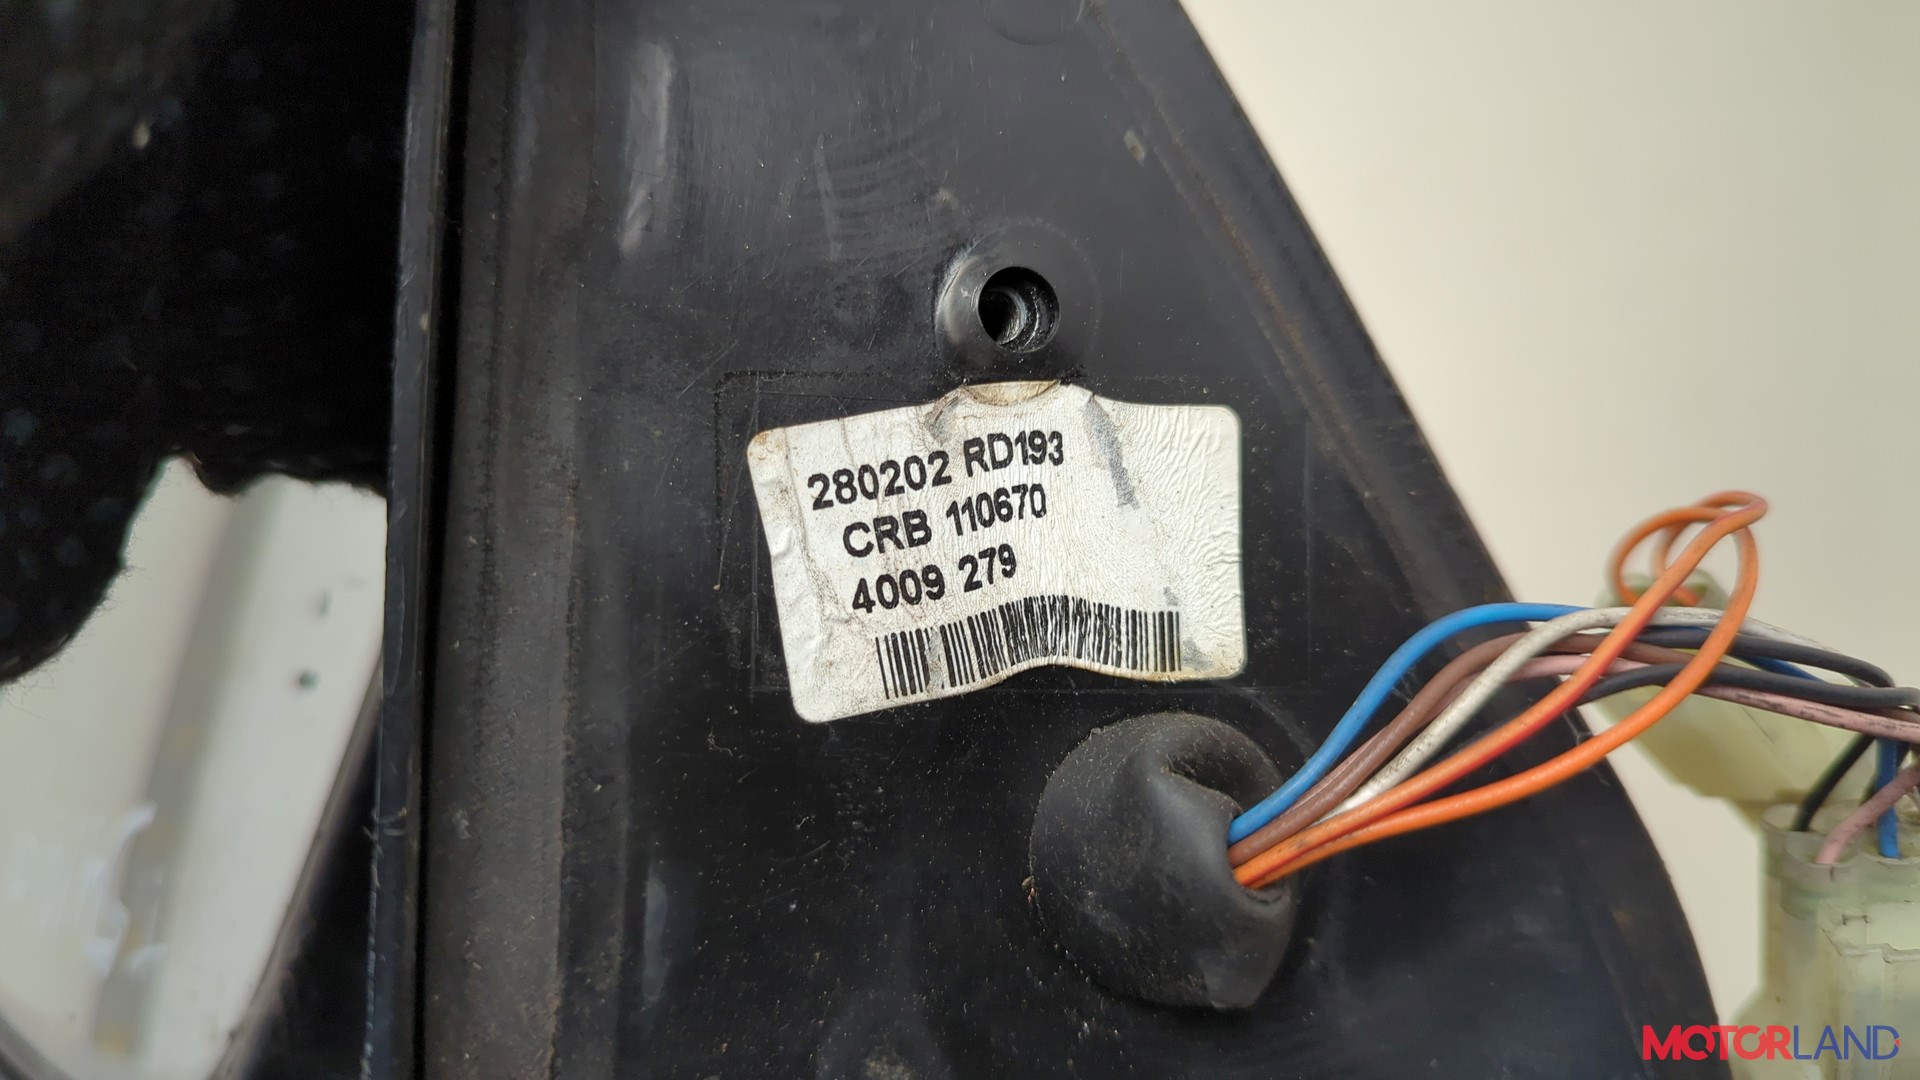 280202 RD193
CRB 110670
4009 279
MOTORLAND